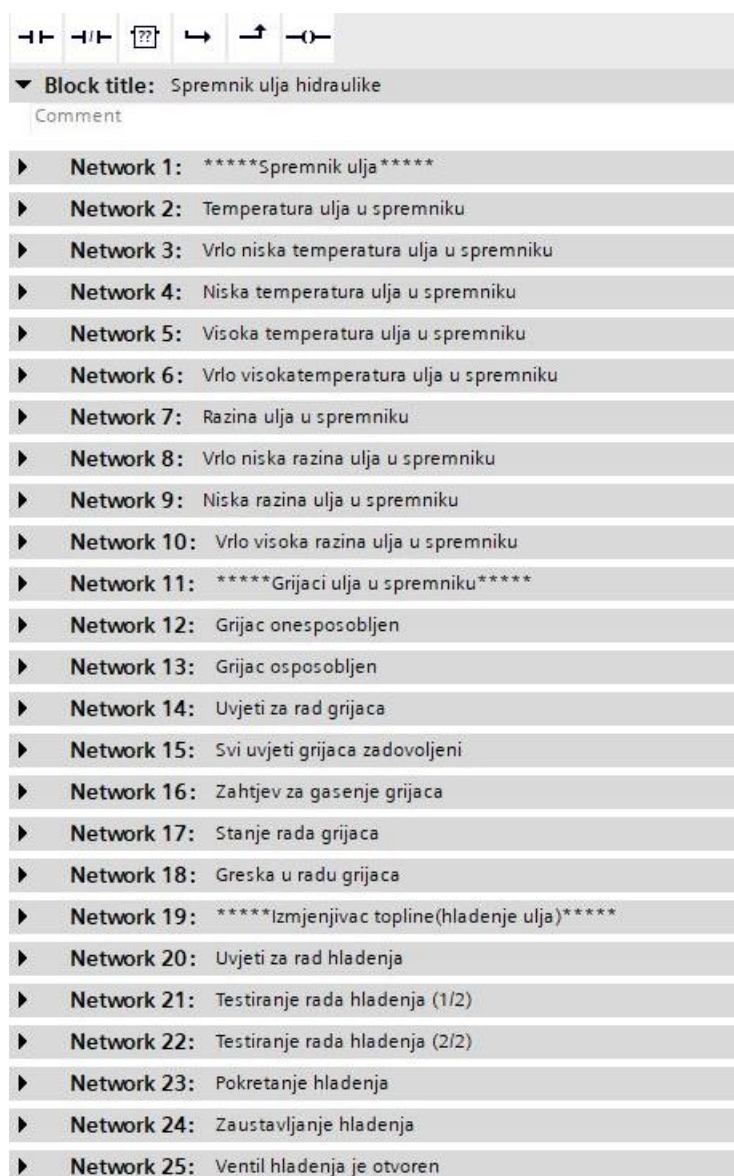 ??
Block title: Spremnik ulja hidraulike
Comment
Network 1: *****Spremnik ulja*****
Network 2: Temperatura ulja u spremniku
Network 3: Vrlo niska temperatura ulja u spremniku
Network 4: Niska temperatura ulja u spremniku
Network 5: Visoka temperatura ulja u spremniku
Network 6: Vrlo visokatemperatura ulja u spremniku
Network 7: Razina ulja u spremniku
Network 8: Vrlo niska razina ulja u spremniku
Network 9: Niska razina ulja u spremniku
Network 10: Vrlo visoka razina ulja u spremniku
Network 11: *****Grijaci ulja u spremniku*****
Network 12: Grijac onesposobljen
Network 13: Grijac osposobljen
Network 14: Uvjeti za rad grijaca
Network 15: Svi uvjeti grijaca zadovoljeni
Network 16: Zahtjev za gasenje grijaca
Network 17: Stanje rada grijaca
Network 18: Greska u radu grijaca
Network 19: *****Izmjenjivac topline(hladenje ulja)*****
Network 20: Uvjeti za rad hladenja
Network 21: Testiranje rada hladenja (1/2)
Network 22: Testiranje rada hladenja (2/2)
Network 23: Pokretanje hladenja
Network 24: Zaustavljanje hladenja
Network 25: Ventil hladenja je otvoren